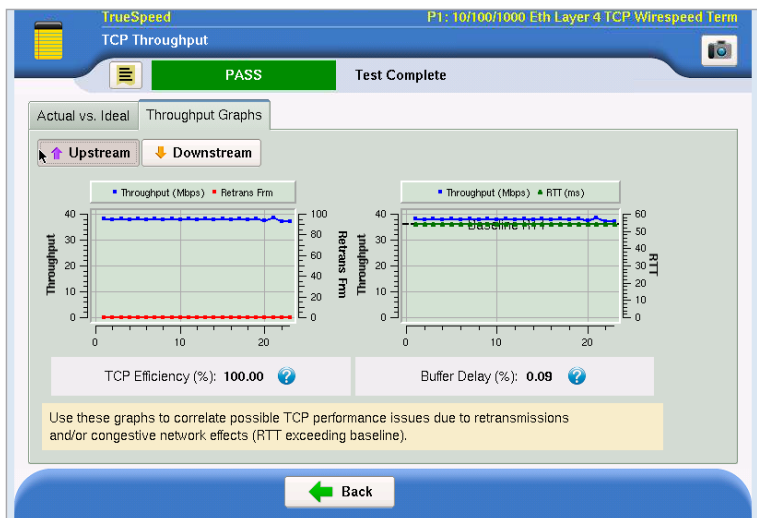 TrueSpeed
P1: 10/100/1000 Eth Layer 4 TCP Wirespeed Term
TCP Throughput
PASS
Test Complete
Actual vs. Ideal
Throughput Graphs
Upstream
Downstream
Throughput (Mbps) Retrans Frm
40
30
20
10
0
Throughput
100
80
60
40
20
0
Retrans Frm
0 10 20
Throughput (Mbps) RTT (ms)
Baseline RTT
40
30
20
10
0
Throughput
60
50
40
30
20
10
0
RTT
0 10 20
TCP Efficiency (%): 100.00 ?
Buffer Delay (%): 0.09 ?
Use these graphs to correlate possible TCP performance issues due to retransmissions
and/or congestive network effects (RTT exceeding baseline).
Back